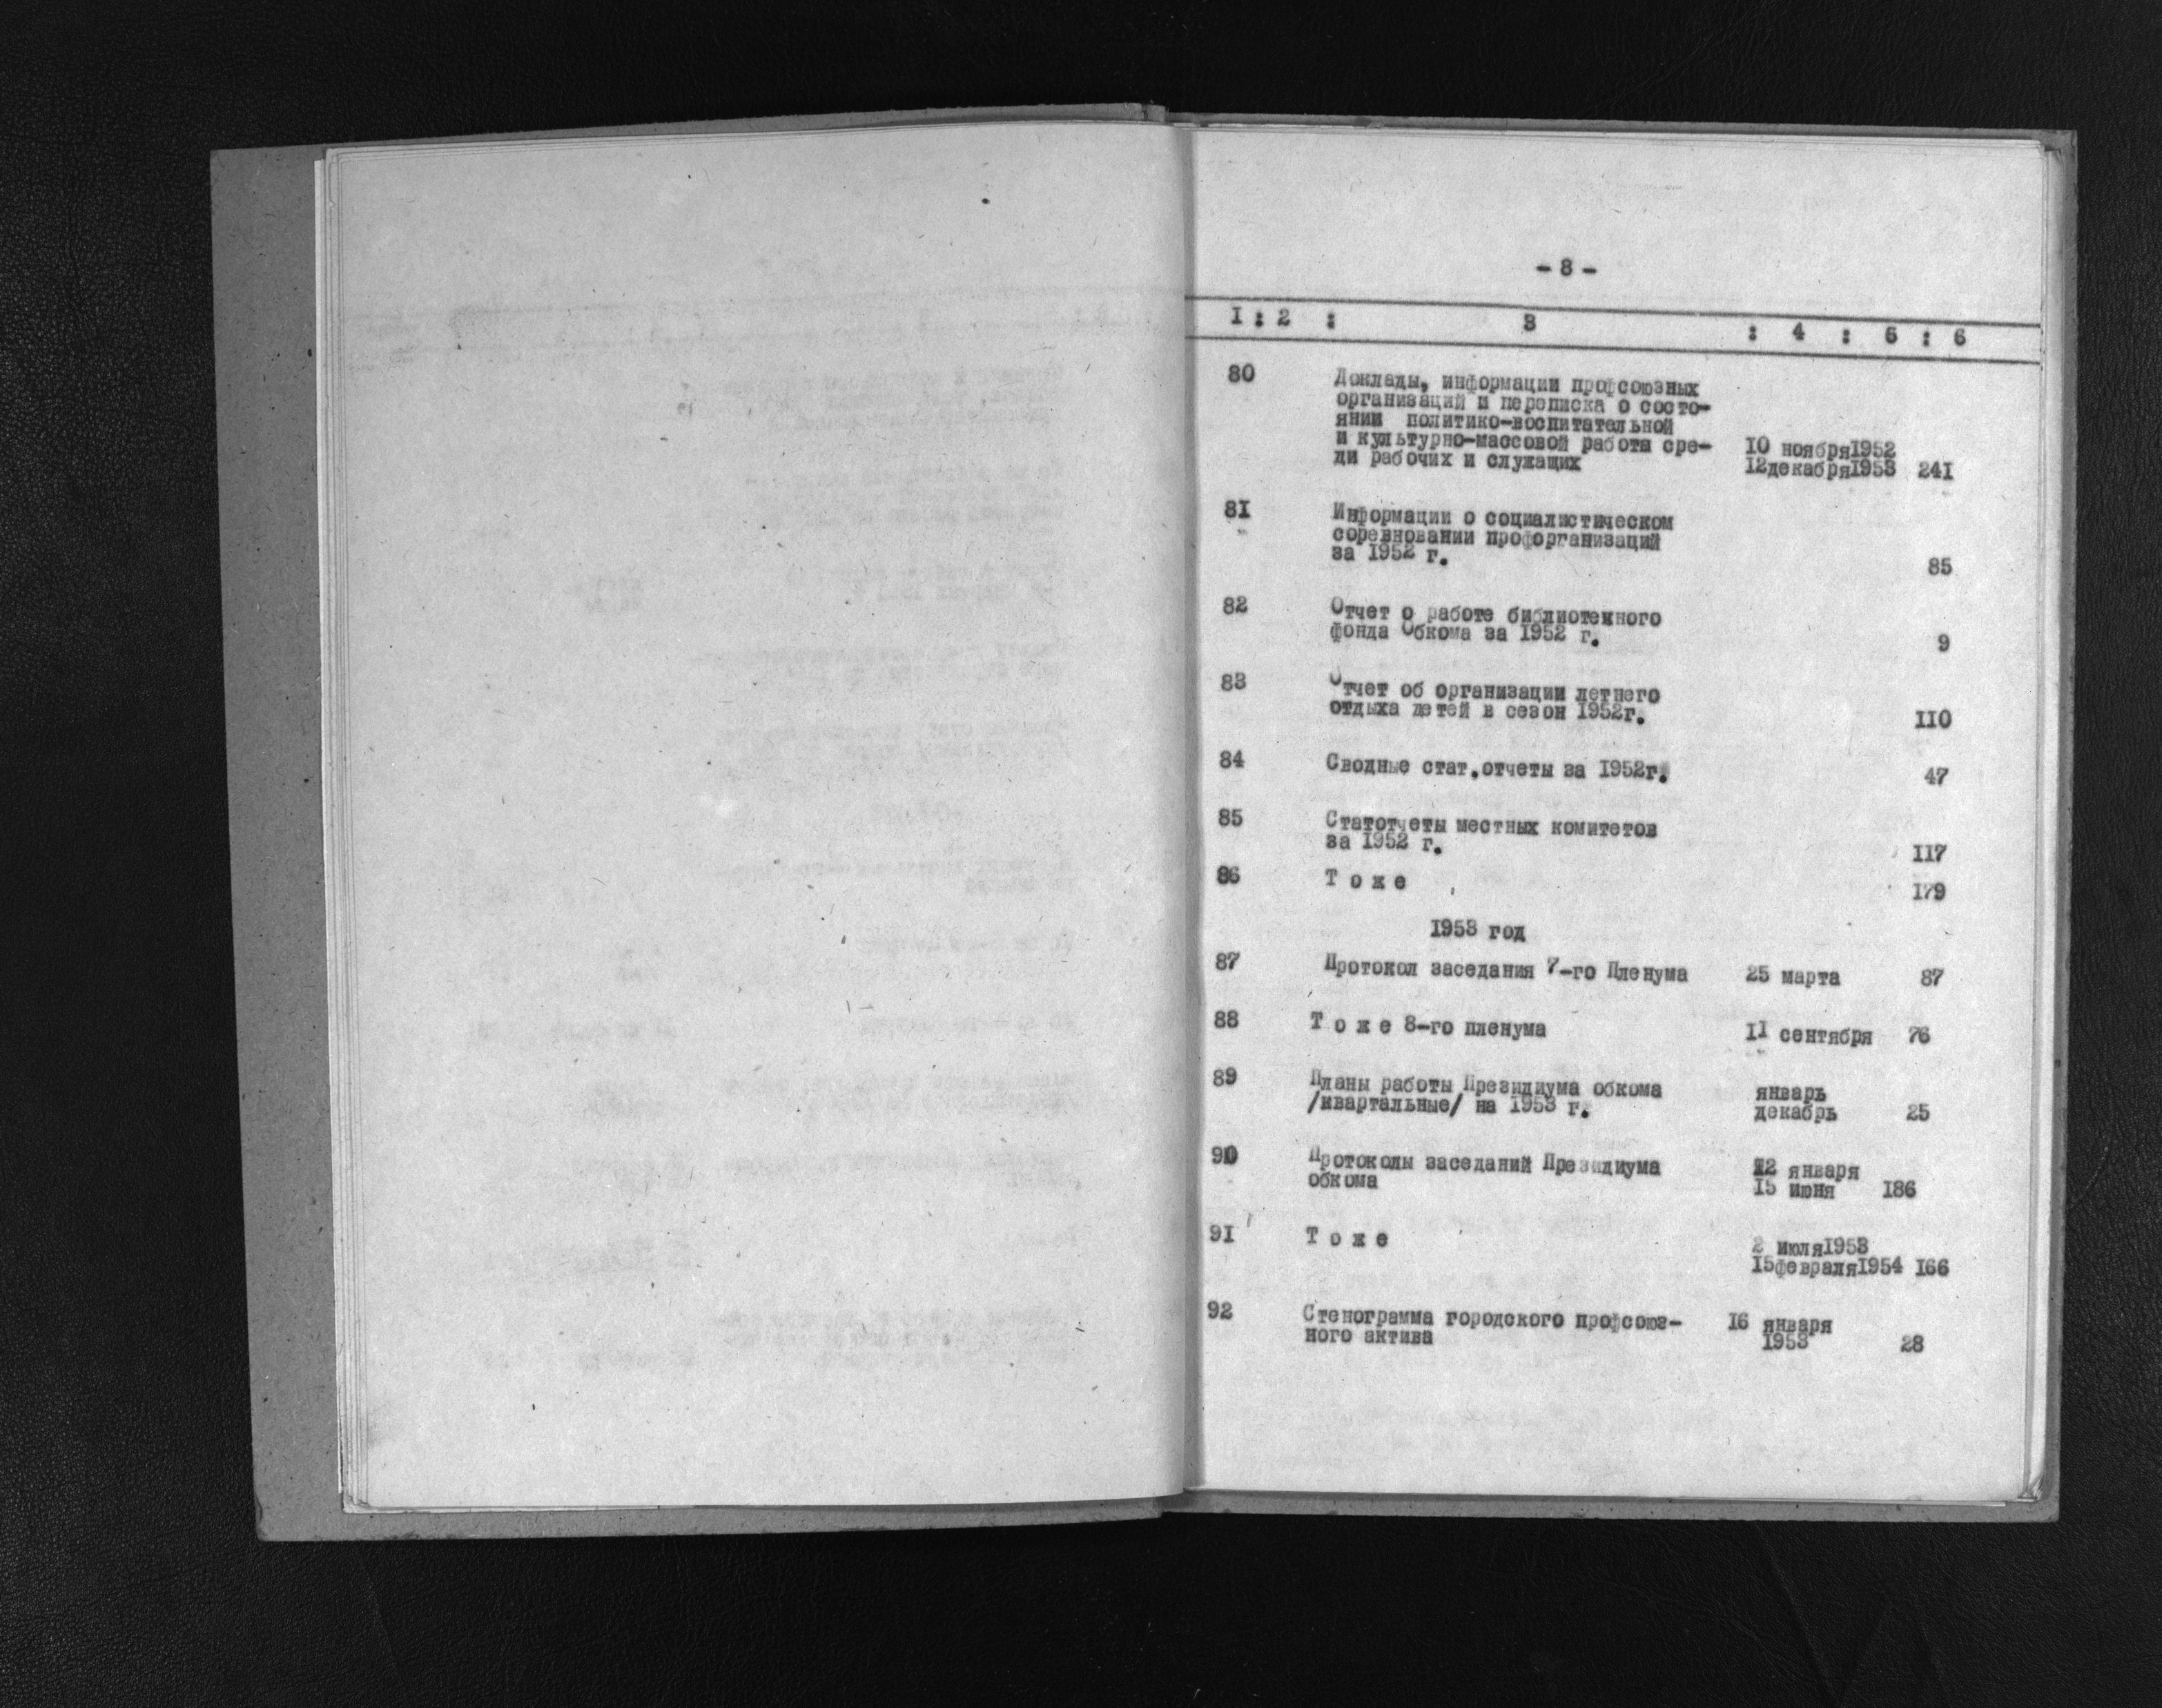 - 8 -
1 : 2 : 3 : 4 : 5 : 6
80 Доклады, информации профсоюзных
организаций и переписка о состо-
янии политико-воспитательной
и культурно-массовой работы сре- 10 ноября1952
ди рабочих и служащих 12декабря1953 241
81 Информации о социалистическом
соревновании профорганизаций
за 1952 г. 85
82 Отчет о работе библиотечного
фонда Обкома за 1952 г. 9
83 Отчет об организации летнего
отдыха детей в сезон 1952г. 110
84 Сводные стат.отчеты за 1952г. 47
85 Статотчеты местных комитетов
за 1952 г. 117
86 Т о ж е 179
1953 год
87 Протокол заседания 7-го Пленума 25 марта 87
88 Т о ж е 8-го пленума 11 сентября 76
89 Планы работы Президиума обкома январь
/квартальные/ на 1953 г. декабрь 25
90 Протоколы заседаний Президиума 12 января
обкома 15 июня 186
91 Т о ж е 2 июля1953
15февраля1954 166
92 Стенограмма городского профсоюз- 16 января
ного актива 1953 28